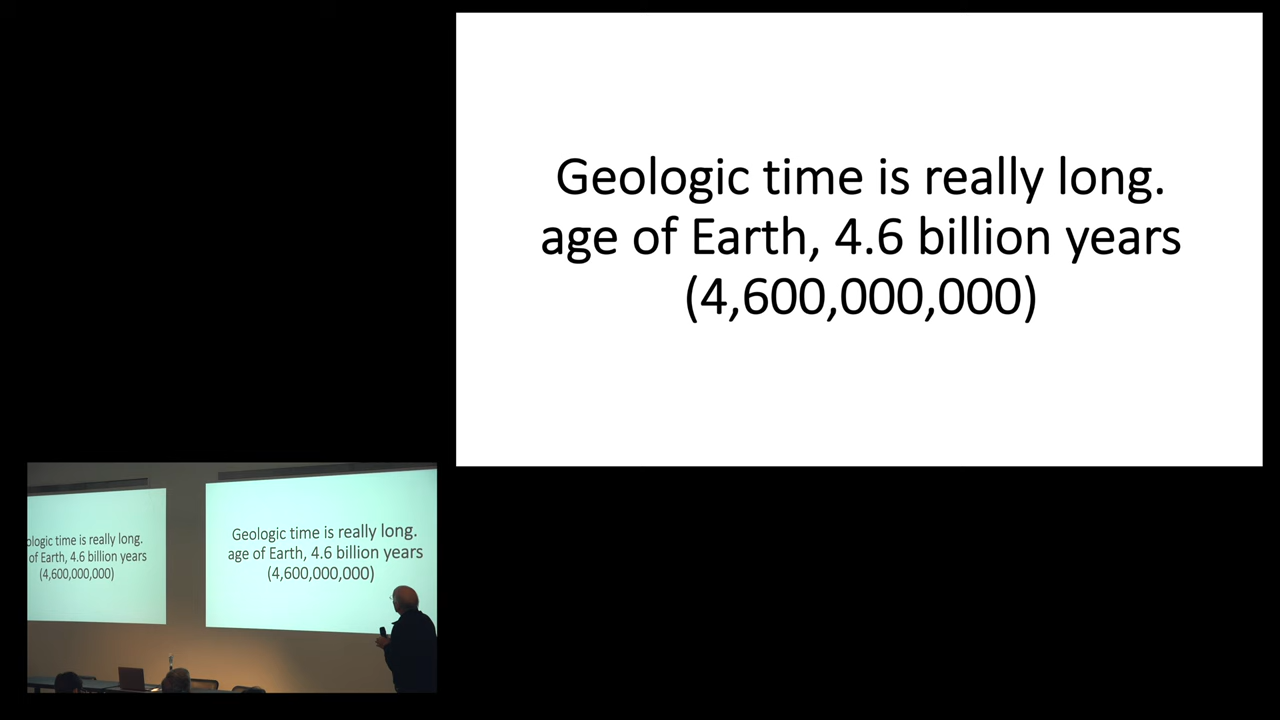 Geologic time is really long.
age of Earth, 4.6 billion years
(4,600,000,000)
ologic time is really long.
of Earth, 4.6 billion years
(4,600,000,000)
Geologic time is really long.
age of Earth, 4.6 billion years
(4,600,000,000)